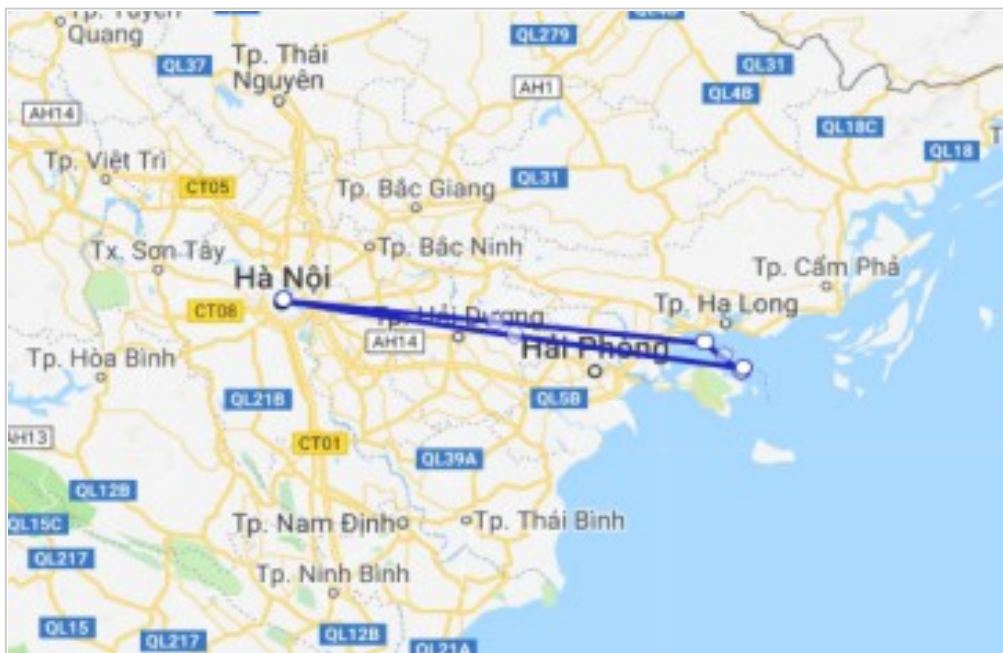 Tp. Tuyên
Quang
QL37
Tp. Thái
Nguyên
QL279
QL4B
QL31
AH1
QL4B
AH14
QL18C
QL18
Tp. Việt Trì
CT05
QL31
Tp. Bắc Giang
Tx. Sơn Tây
Tp. Bắc Ninh
Hà Nội
Tp. Cẩm Phả
CT08
Tp. Hạ Long
Tp. Hải Dương
AH14
Hải Phòng
Tp. Hòa Bình
QL21B
QL5B
AH13
CT01
QL39A
QL12B
QL15C
Tp. Nam Định
Tp. Thái Bình
QL217
Tp. Ninh Bình
QL15
QL217
QL12B
QL21A